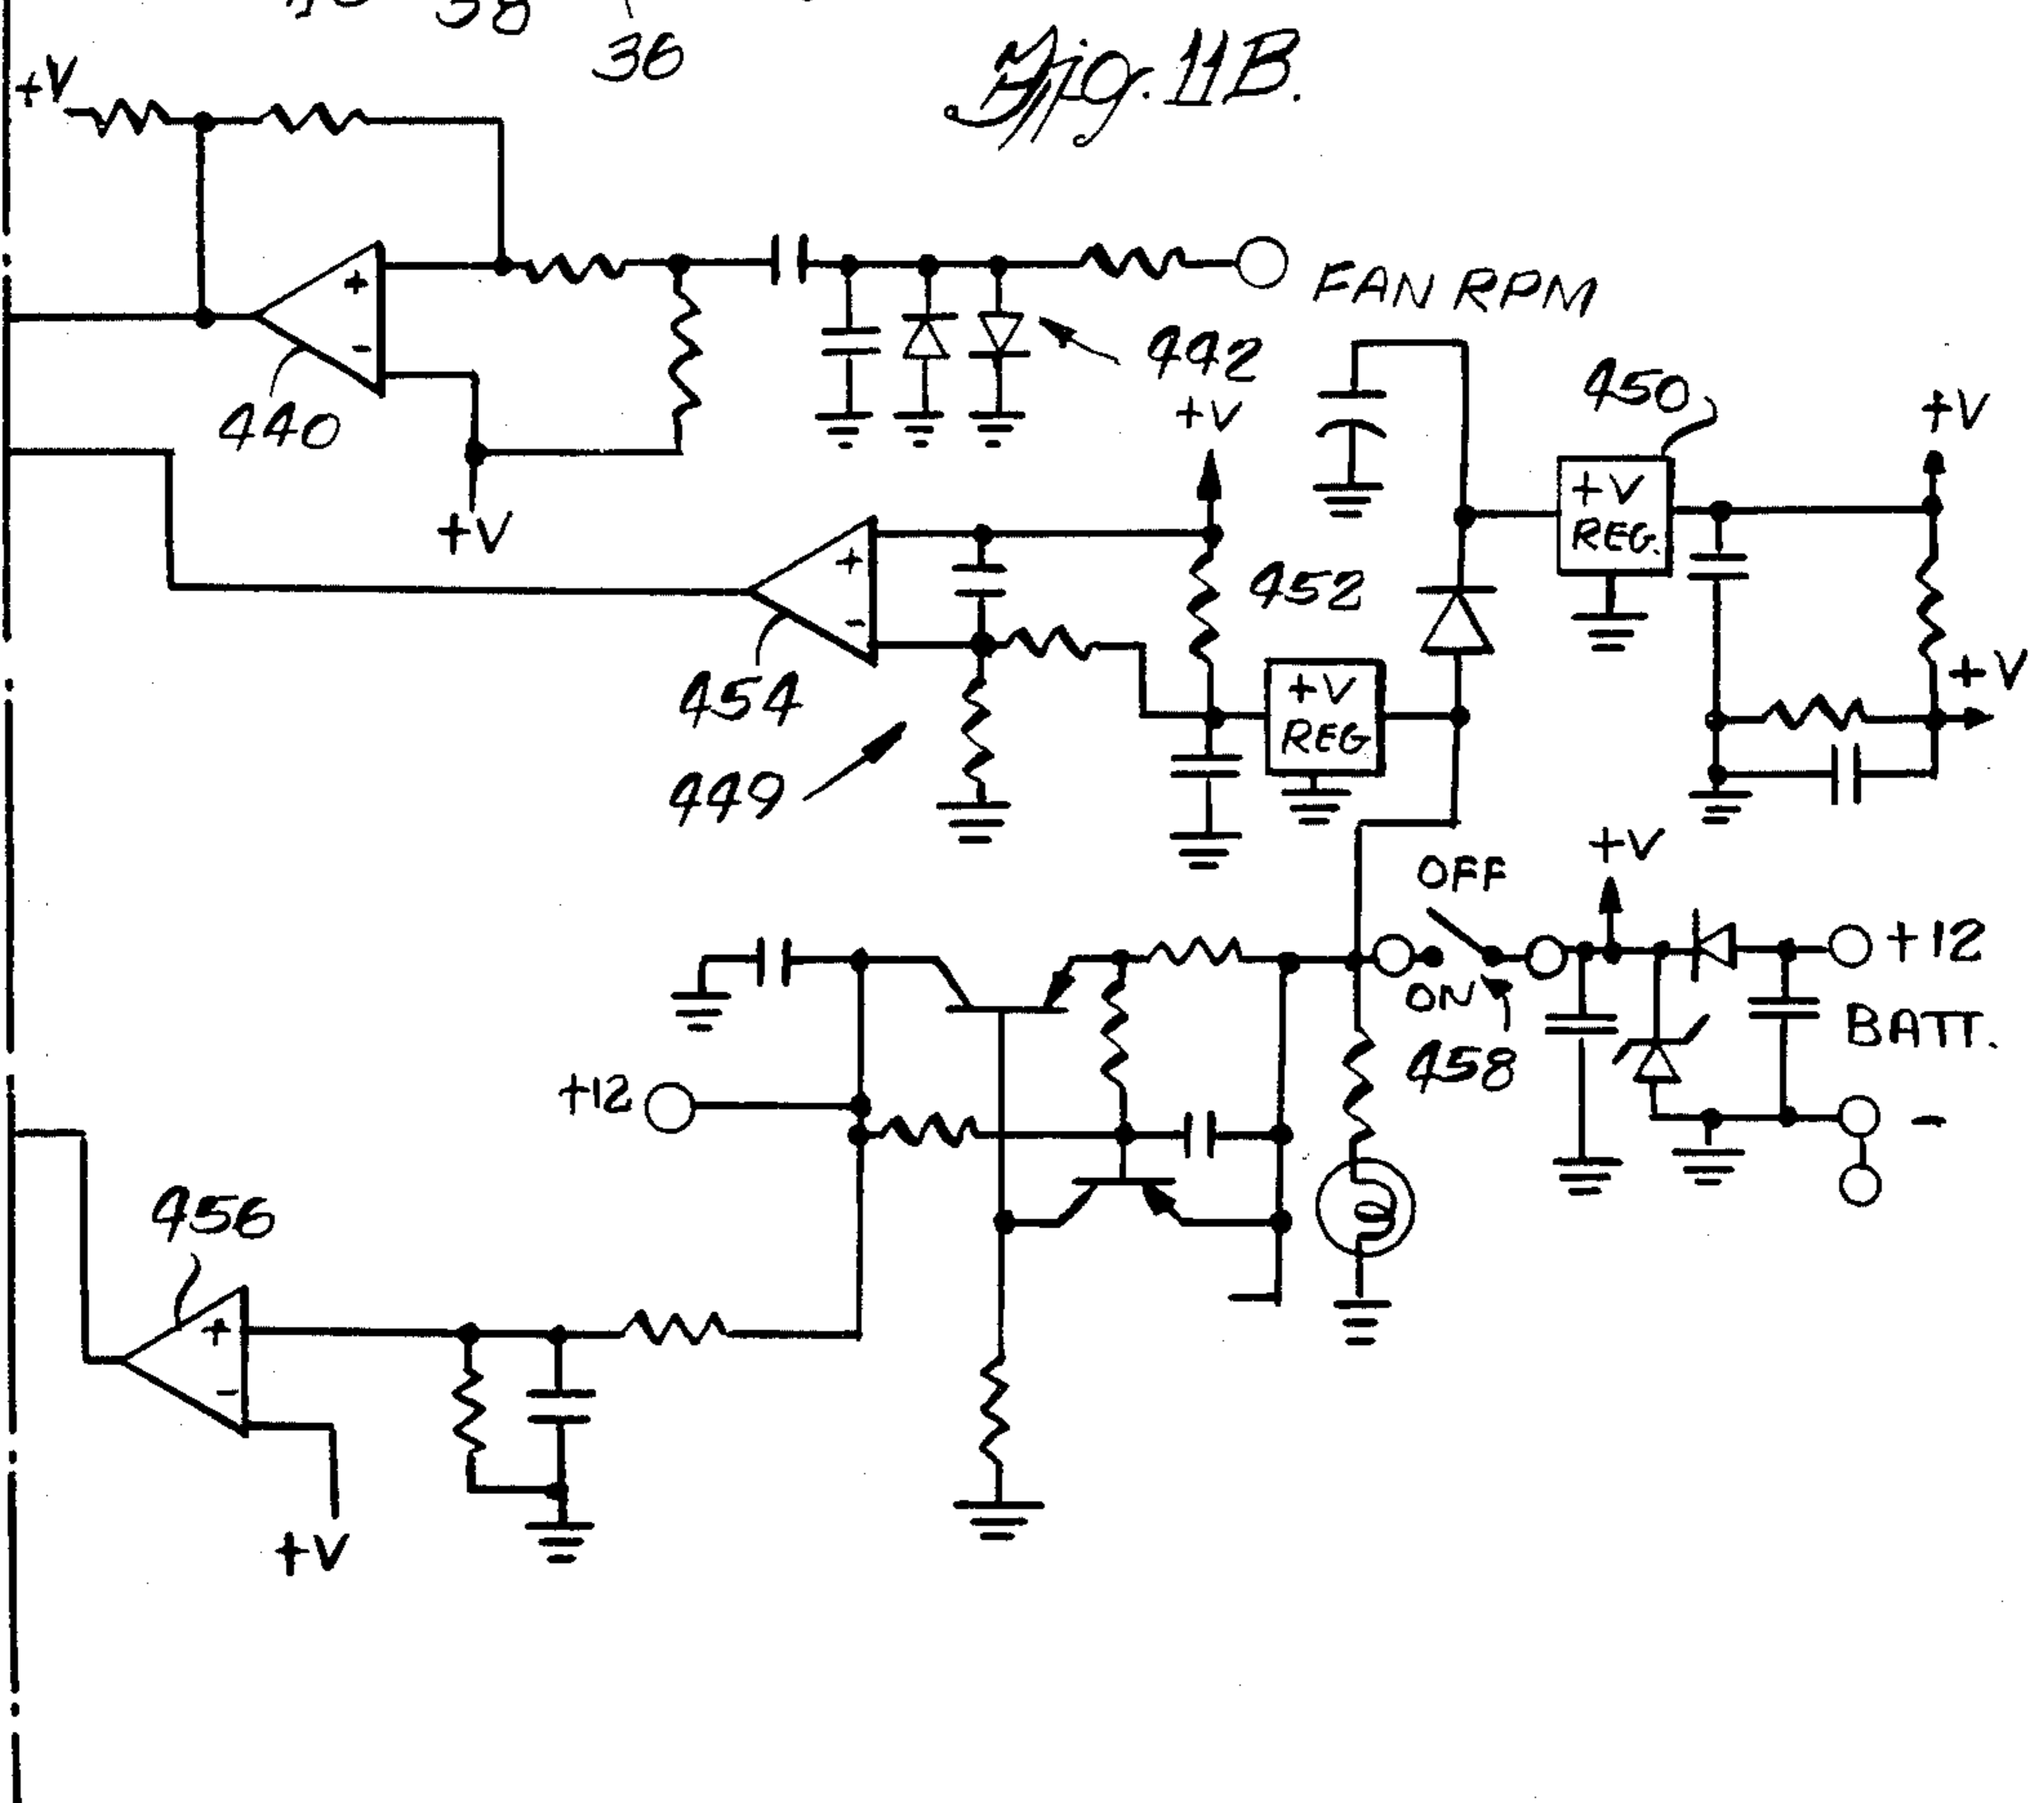 38
36
Fig. 11B.
+V
+
-
440
+V
FAN RPM
442
+V
450
+V
REG.
+V
+V
+
-
454
449
452
+V
REG
OFF
ON
458
+V
+12
BATT.
-
+12
456
+
-
+V